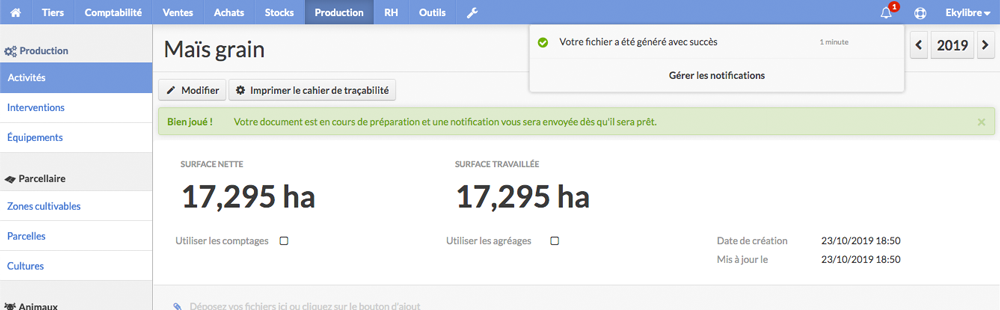 Tiers Comptabilité Ventes Achats Stocks Production RH Outils 1 Ekylibre
Production
Activités
Interventions
Équipements
Parcellaire
Zones cultivables
Parcelles
Cultures
Animaux
Maïs grain
Votre fichier a été généré avec succès 1 minute
Gérer les notifications
2019
Modifier Imprimer le cahier de traçabilité
Bien joué ! Votre document est en cours de préparation et une notification vous sera envoyée dès qu'il sera prêt.
SURFACE NETTE SURFACE TRAVAILLÉE
17,295 ha 17,295 ha
Utiliser les comptages Utiliser les agréages Date de création 23/10/2019 18:50
Mis à jour le 23/10/2019 18:50
Déposez vos fichiers ici ou cliquez sur le bouton d'ajout